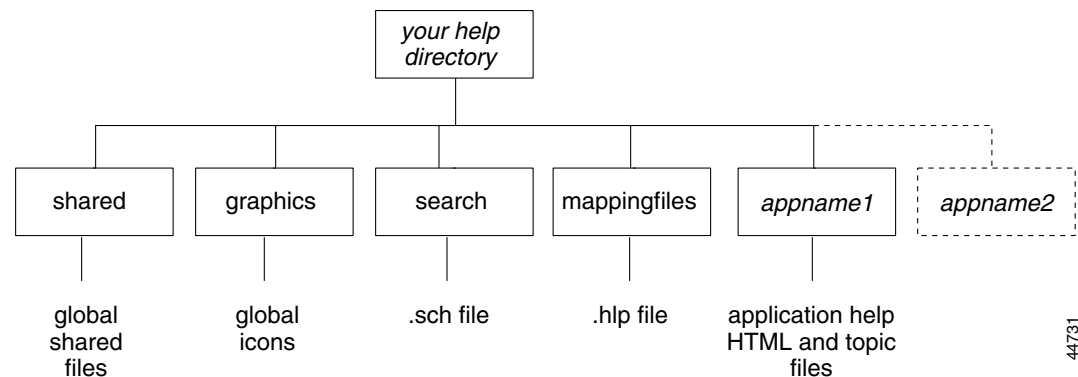 your help
directory
shared
graphics
search
mappingfiles
appname1
appname2
global
shared
files
global
icons
.sch file
.hlp file
application help
HTML and topic
files
44731